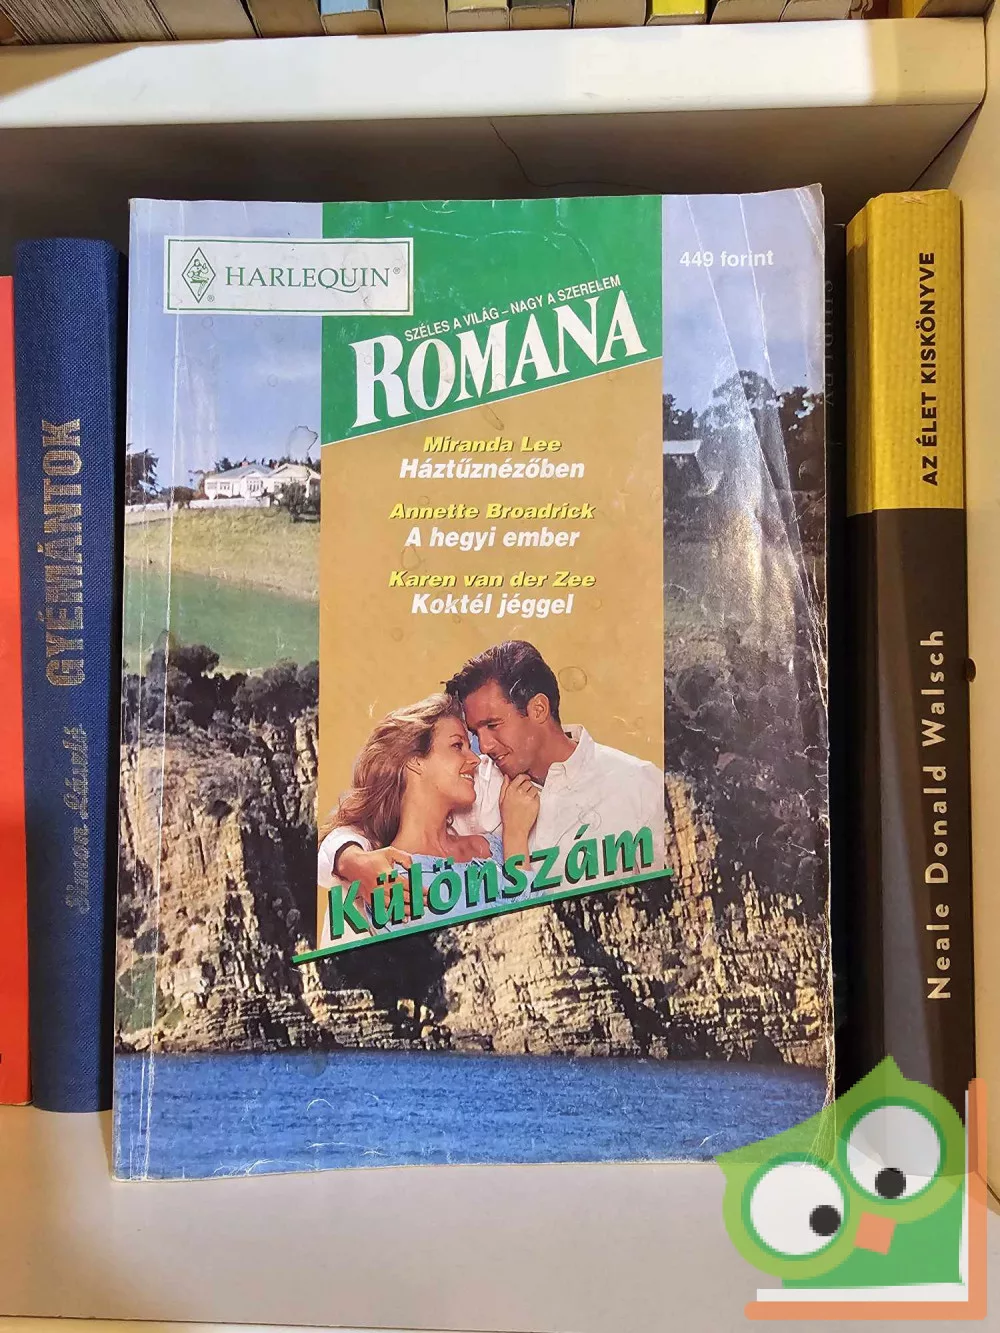 HARLEQUIN®
449 forint
SZÉLES A VILÁG – NAGY A SZERELEM
ROMANA
Miranda Lee
Háztűznézőben
Annette Broadrick
A hegyi ember
Karen van der Zee
Koktél jéggel
Különszám
GYÉMÁNTOK
AZ ÉLET KISKÖNYVE
Neale Donald Walsch